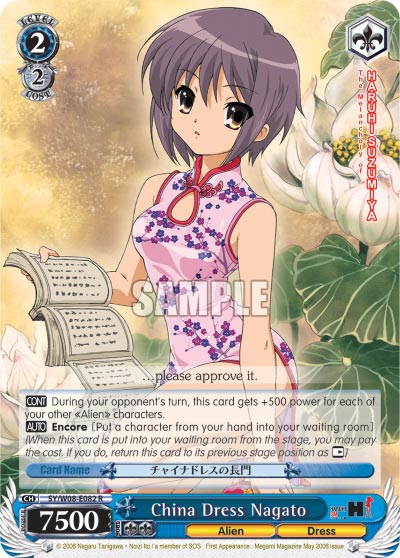 LEVEL
2
2
COST
The Melancholy of
HARUHI SUZUMIYA
SAMPLE
…please approve it.
CONT During your opponent's turn, this card gets +500 power for each of
your other «Alien» characters.
AUTO Encore [Put a character from your hand into your waiting room]
(When this card is put into your waiting room from the stage, you may pay
the cost. If you do, return this card to its previous stage position as
Card Name
チャイナドレスの長門
CH SY/W08-E082 R
POWER
7500
SOUL
China Dress Nagato
Alien
Dress
© 2006 Nagaru Tanigawa・Noizi Ito / a member of SOS First Appearance : Megami Magazine May 2006 issue